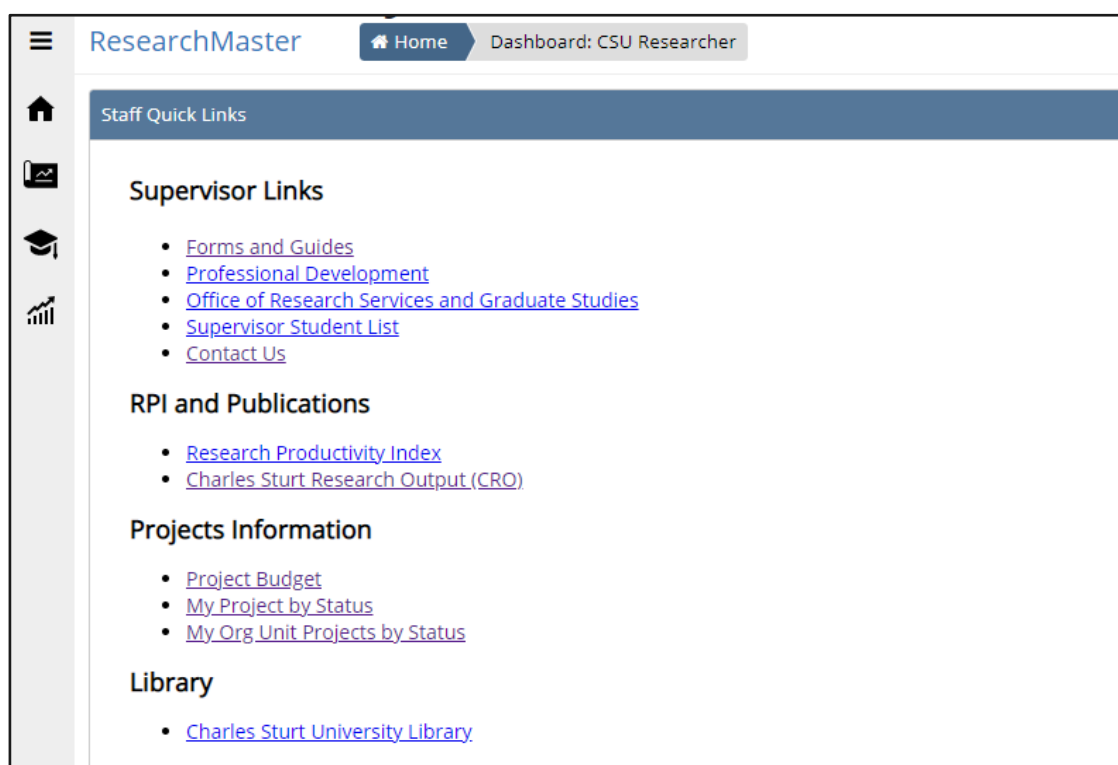 ResearchMaster
Home
Dashboard: CSU Researcher
Staff Quick Links
Supervisor Links
Forms and Guides
Professional Development
Office of Research Services and Graduate Studies
Supervisor Student List
Contact Us
RPI and Publications
Research Productivity Index
Charles Sturt Research Output (CRO)
Projects Information
Project Budget
My Project by Status
My Org Unit Projects by Status
Library
Charles Sturt University Library